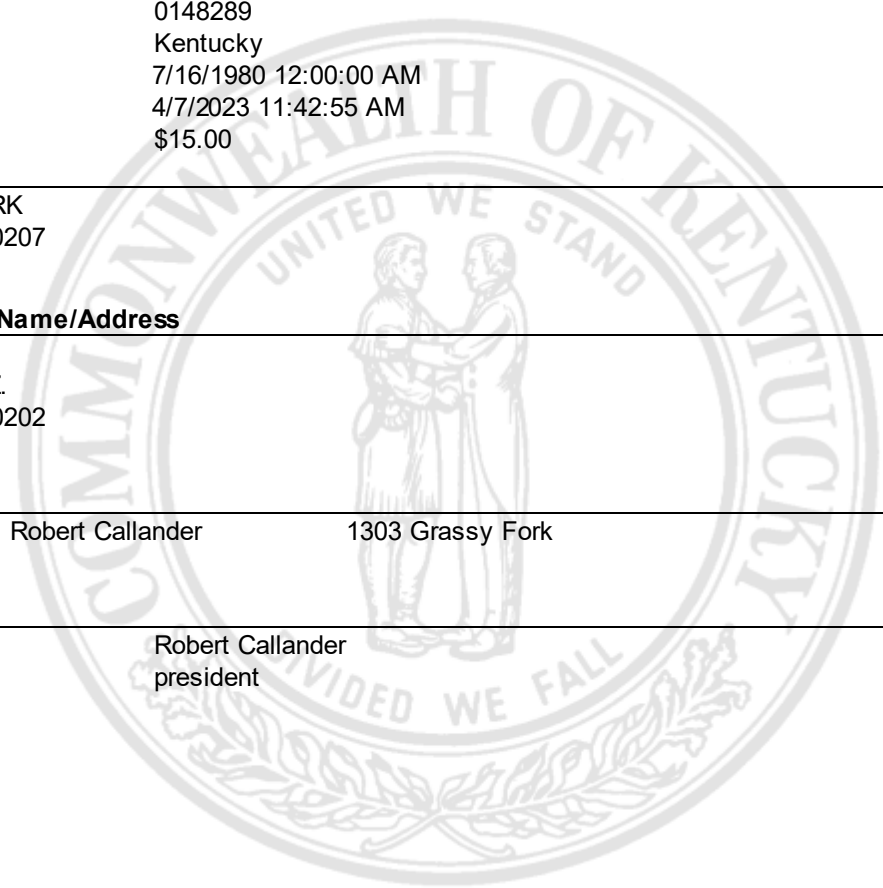 0148289
Kentucky
7/16/1980 12:00:00 AM
4/7/2023 11:42:55 AM
$15.00
RK
0207
Name/Address
0202
Robert Callander 1303 Grassy Fork
Robert Callander
president
COMMONWEALTH OF KENTUCKY
UNITED WE STAND
DIVIDED WE FALL